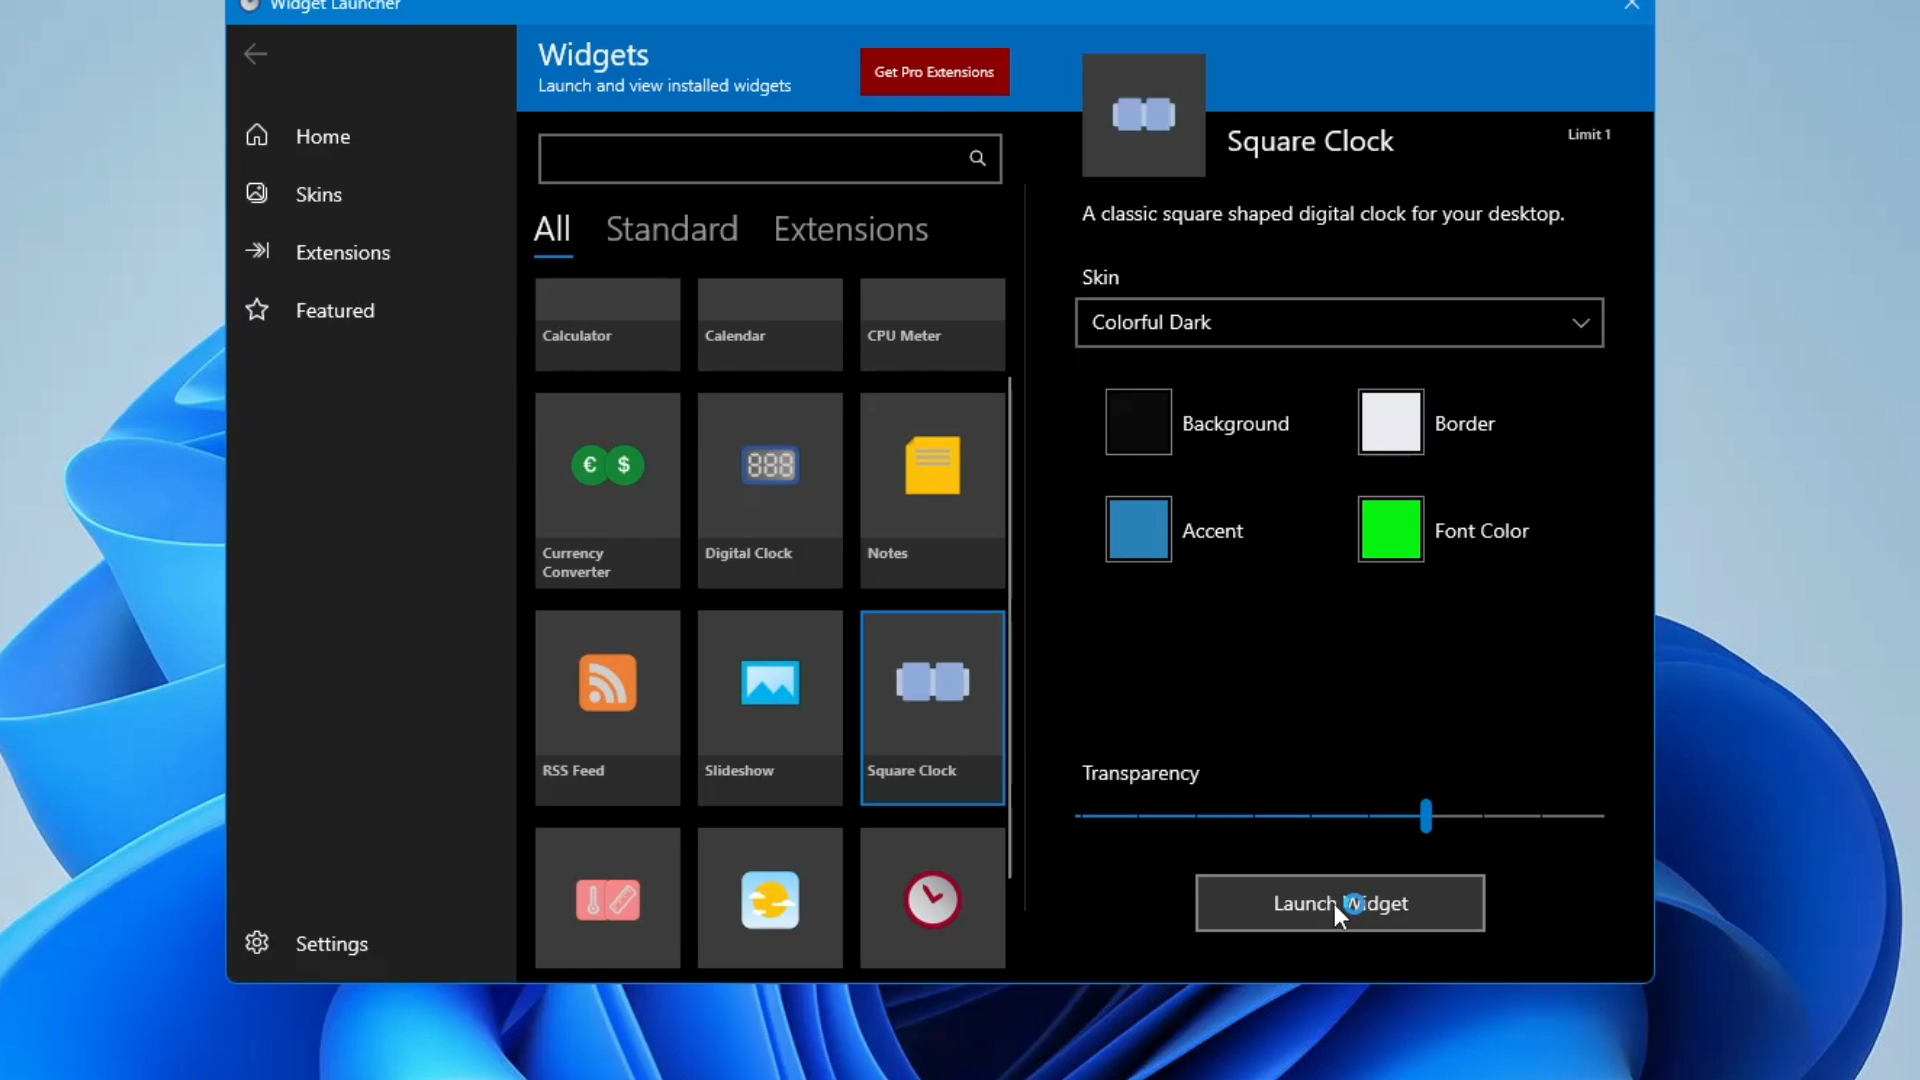 Widget Launcher
Home
Skins
Extensions
Featured
Settings
Widgets
Launch and view installed widgets
Get Pro Extensions
All Standard Extensions
Calculator Calendar CPU Meter
€ $
888
Currency
Converter
Digital Clock
Notes
RSS Feed Slideshow Square Clock
Square Clock
Limit 1
A classic square shaped digital clock for your desktop.
Skin
Colorful Dark
Background Border
Accent Font Color
Transparency
Launch Widget